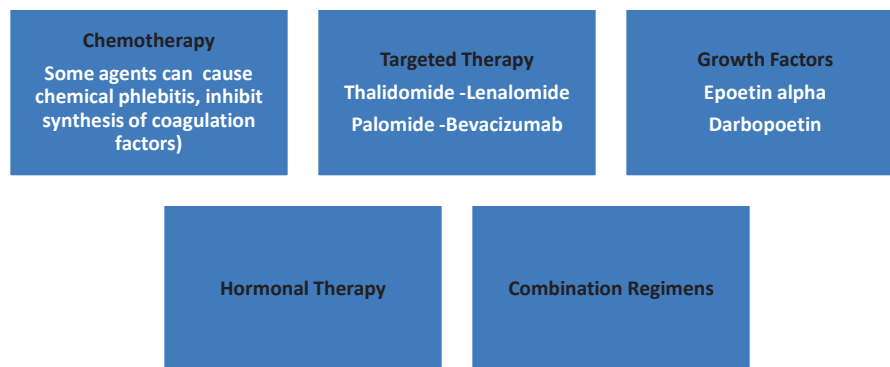 Chemotherapy
Some agents can cause
chemical phlebitis, inhibit
synthesis of coagulation
factors)
Targeted Therapy
Thalidomide -Lenalomide
Palomide -Bevacizumab
Growth Factors
Epoetin alpha
Darbopoetin
Hormonal Therapy
Combination Regimens